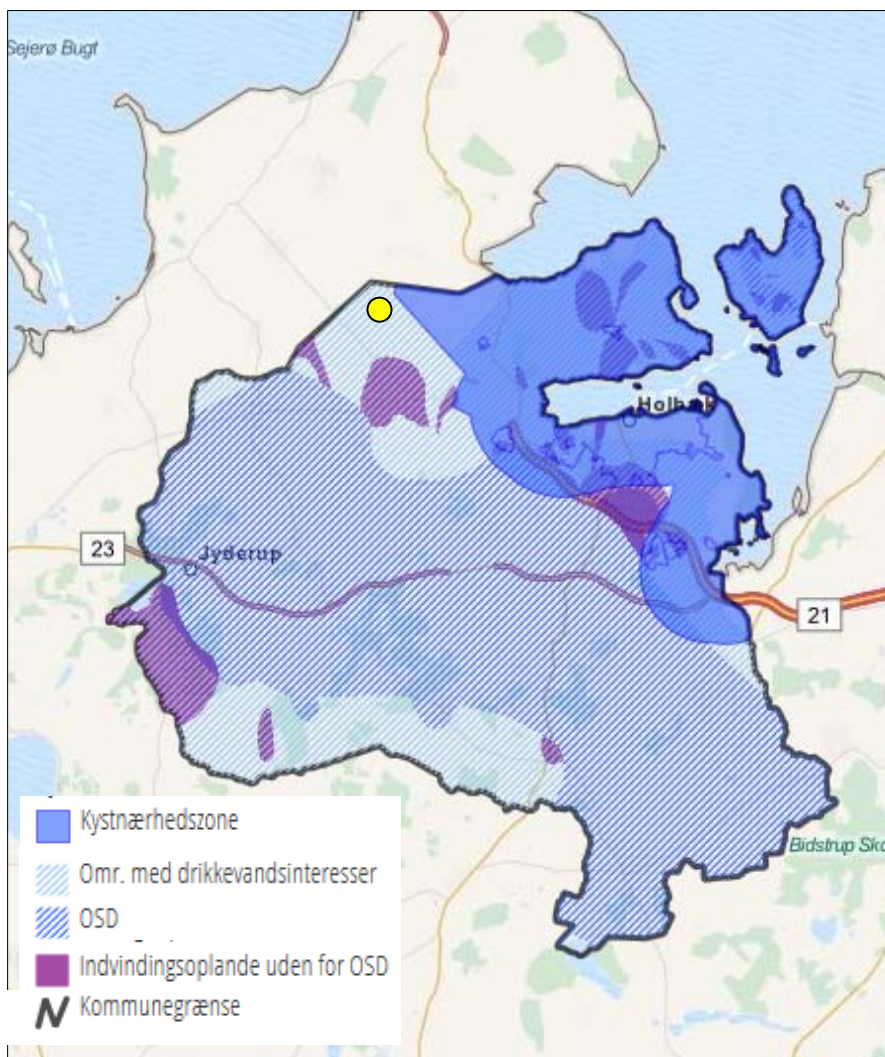 Sejerø Bugt
Holbæk
23
Jyderup
21
Bidstrup Sko
Kystnærhedszone
Omr. med drikkevandsinteresser
OSD
Indvindingsoplande uden for OSD
Kommunegrænse